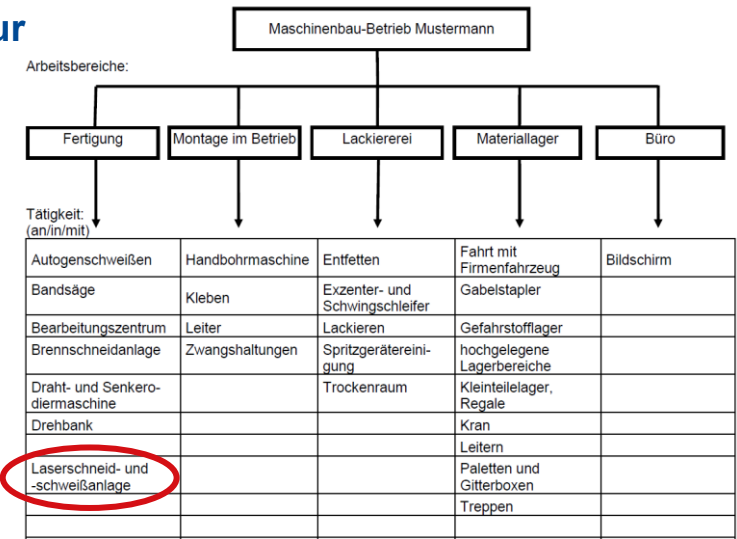 ur
Maschinenbau-Betrieb Mustermann
Arbeitsbereiche:
Fertigung
Montage im Betrieb
Lackiererei
Materiallager
Büro
Tätigkeit:
(an/in/mit)
Autogenschweißen
Handbohrmaschine
Entfetten
Fahrt mit
Firmenfahrzeug
Bildschirm
Bandsäge
Kleben
Exzenter- und
Schwingschleifer
Gabelstapler
Bearbeitungszentrum
Leiter
Lackieren
Gefahrstofflager
Brennschneidanlage
Zwangshaltungen
Spritzgerätereini-
gung
hochgelegene
Lagerbereiche
Draht- und Senkero-
diermaschine
Trockenraum
Kleinteilelager,
Regale
Drehbank
Kran
Leitern
Laserschneid- und
-schweißanlage
Paletten und
Gitterboxen
Treppen